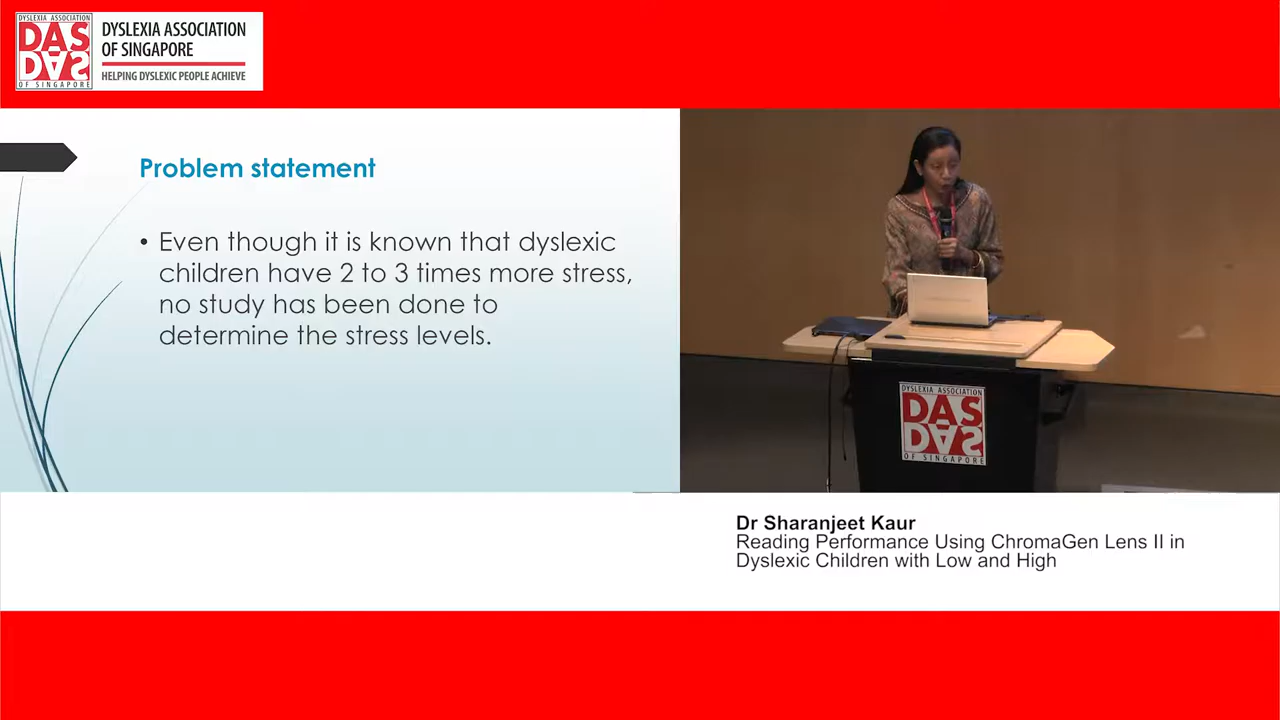 DYSLEXIA ASSOCIATION
DAS
DAS
OF SINGAPORE
DYSLEXIA ASSOCIATION
OF SINGAPORE
HELPING DYSLEXIC PEOPLE ACHIEVE
Problem statement
• Even though it is known that dyslexic
children have 2 to 3 times more stress,
no study has been done to
determine the stress levels.
DYSLEXIA ASSOCIATION
DAS
DAS
OF SINGAPORE
Dr Sharanjeet Kaur
Reading Performance Using ChromaGen Lens II in
Dyslexic Children with Low and High